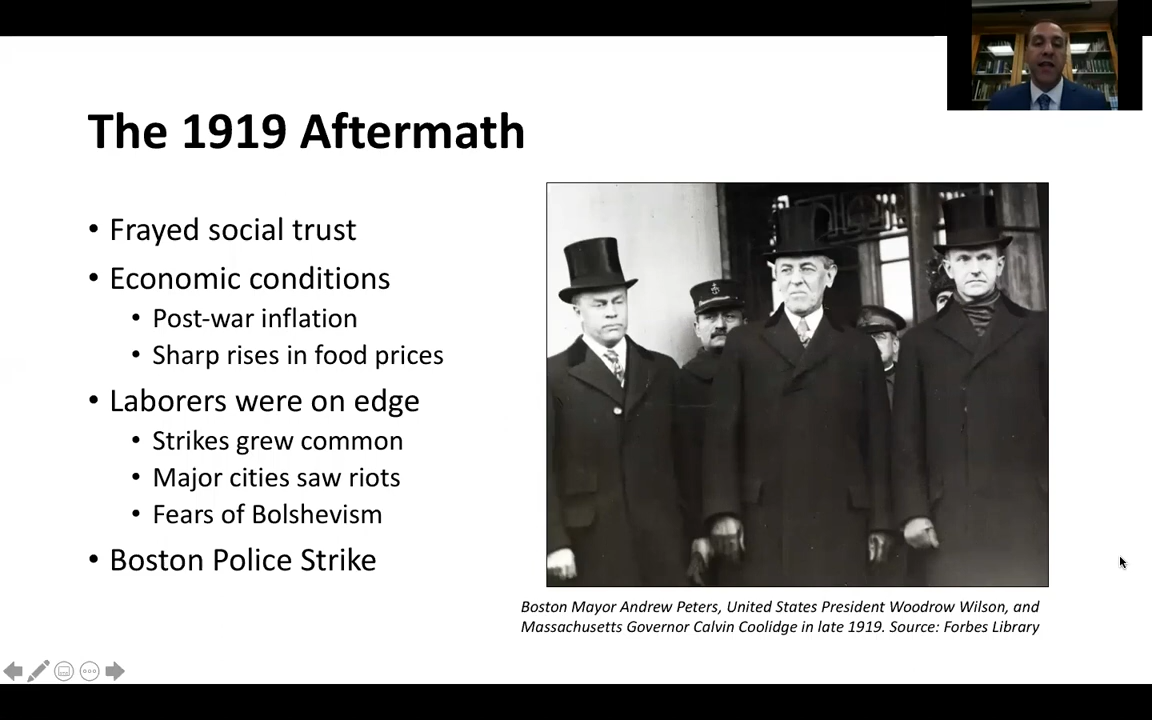 The 1919 Aftermath
• Frayed social trust
• Economic conditions
• Post-war inflation
• Sharp rises in food prices
• Laborers were on edge
• Strikes grew common
• Major cities saw riots
• Fears of Bolshevism
• Boston Police Strike
Boston Mayor Andrew Peters, United States President Woodrow Wilson, and
Massachusetts Governor Calvin Coolidge in late 1919. Source: Forbes Library